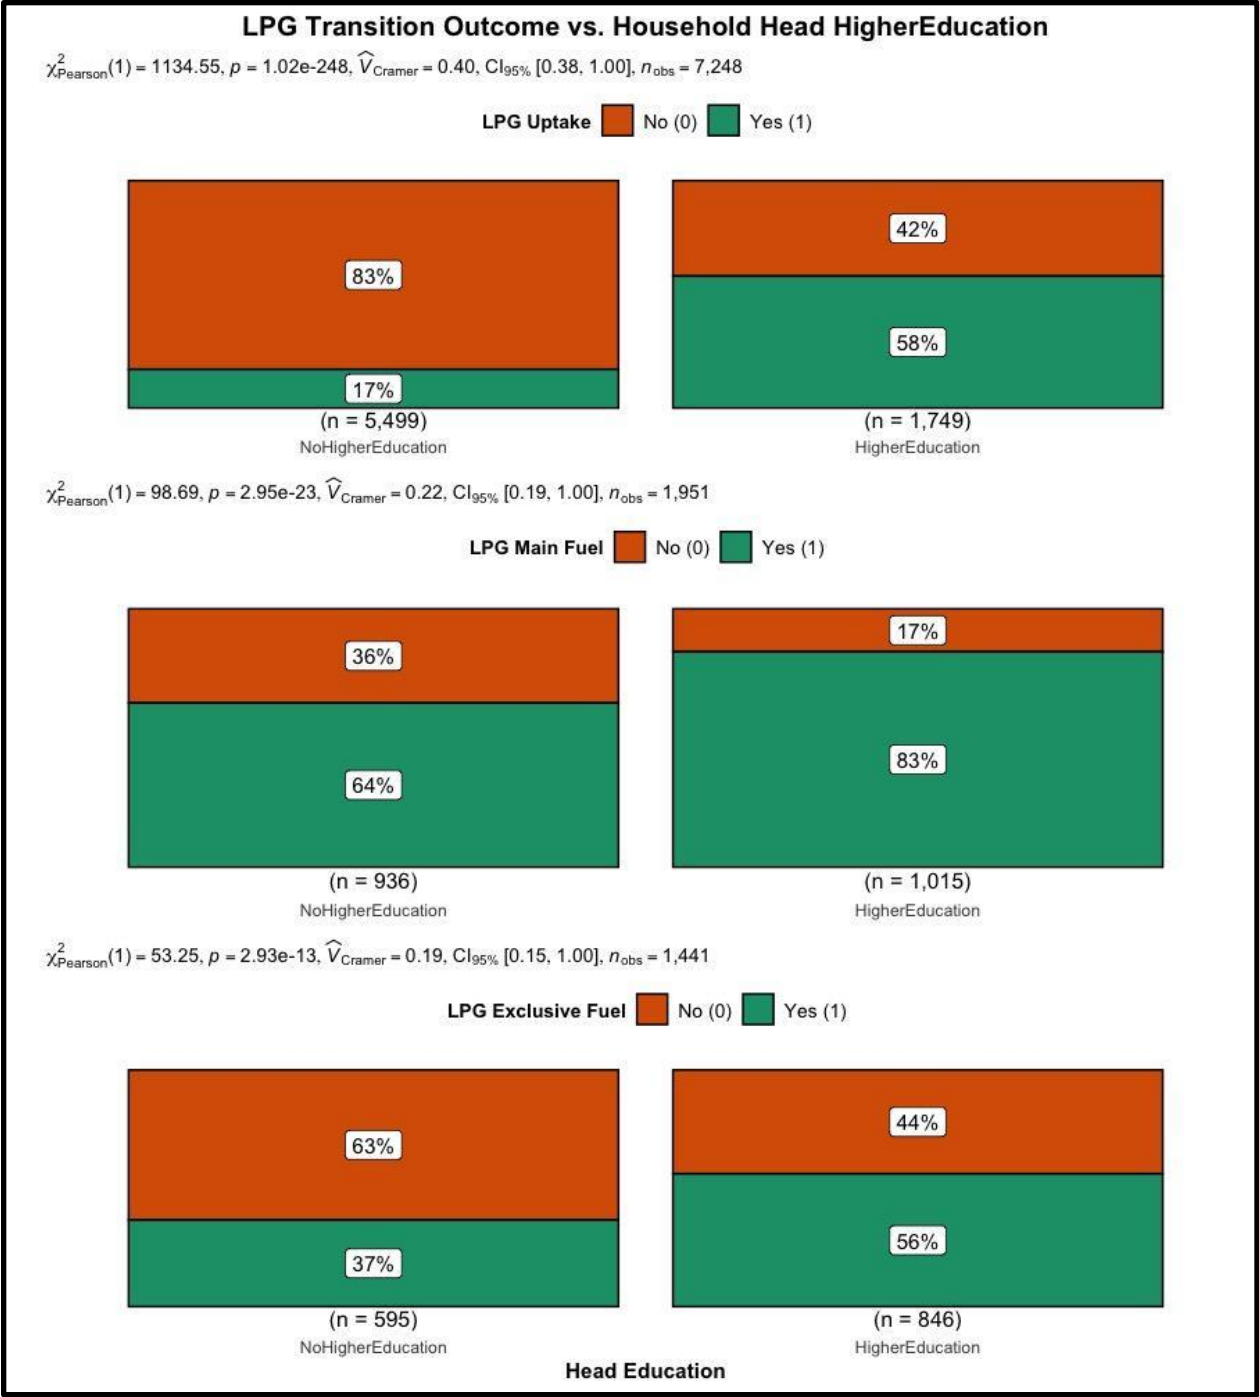 LPG Transition Outcome vs. Household Head HigherEducation
χ²Pearson(1) = 1134.55, p = 1.02e-248, V̂Cramer = 0.40, CI95% [0.38, 1.00], nobs = 7,248
LPG Uptake No (0) Yes (1)
42%
83%
58%
17%
(n = 5,499) (n = 1,749)
NoHigherEducation HigherEducation
χ²Pearson(1) = 98.69, p = 2.95e-23, V̂Cramer = 0.22, CI95% [0.19, 1.00], nobs = 1,951
LPG Main Fuel No (0) Yes (1)
17%
36%
83%
64%
(n = 936) (n = 1,015)
NoHigherEducation HigherEducation
χ²Pearson(1) = 53.25, p = 2.93e-13, V̂Cramer = 0.19, CI95% [0.15, 1.00], nobs = 1,441
LPG Exclusive Fuel No (0) Yes (1)
44%
63%
56%
37%
(n = 595) (n = 846)
NoHigherEducation HigherEducation
Head Education